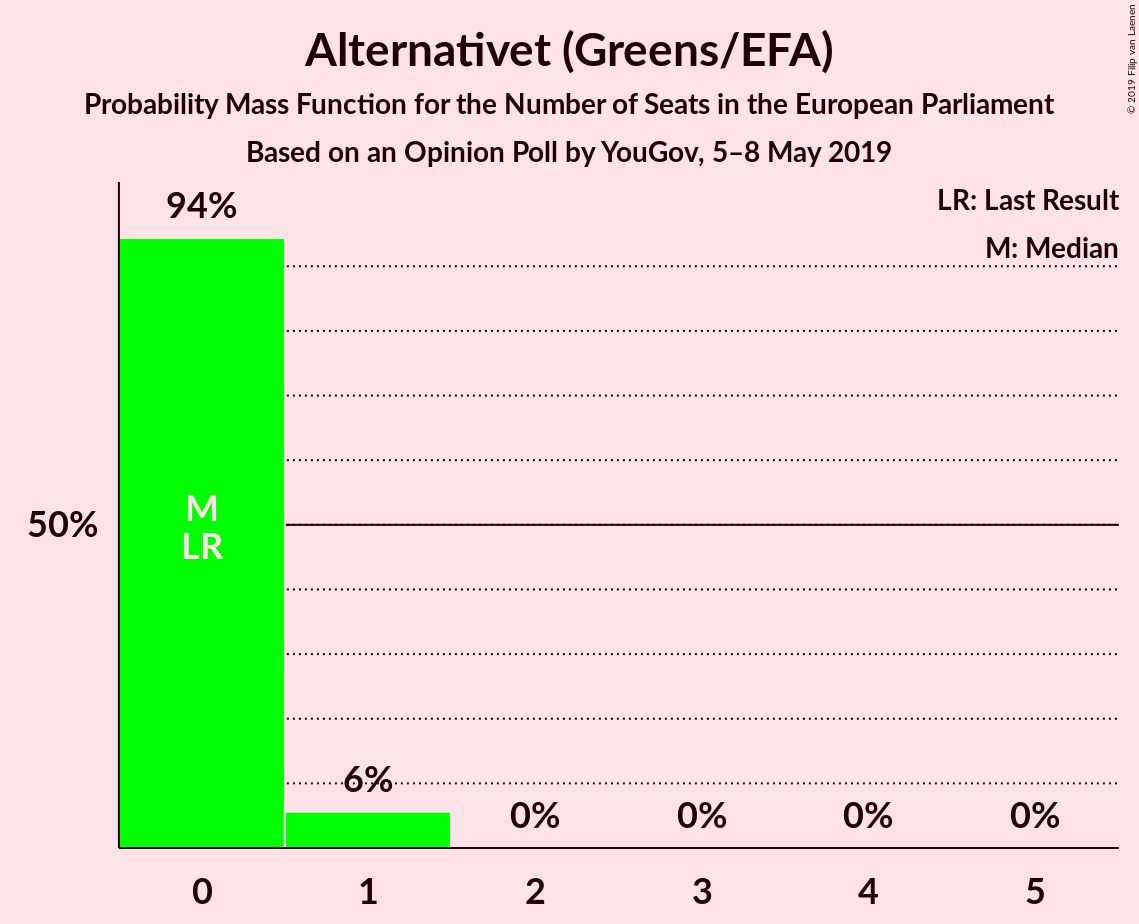 Alternativet (Greens/EFA)
Probability Mass Function for the Number of Seats in the European Parliament
Based on an Opinion Poll by YouGov, 5–8 May 2019
© 2019 Filip van Laenen
LR: Last Result
M: Median
94%
50%
M
LR
6%
0%
0%
0%
0%
0
1
2
3
4
5